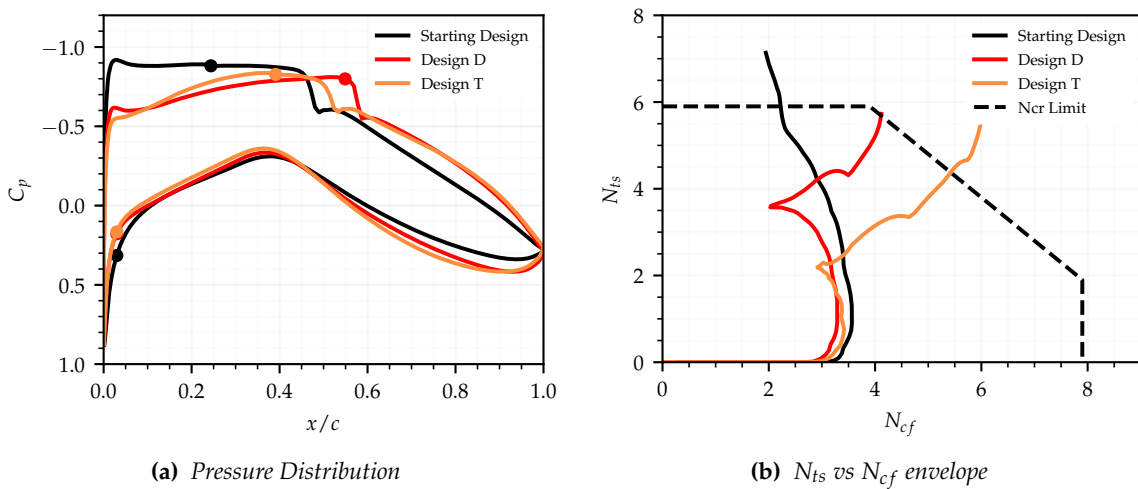 −1.0
−0.5
0.0
0.5
1.0
C_p
0.0 0.2 0.4 0.6 0.8 1.0
x/c
Starting Design
Design D
Design T
(a) Pressure Distribution
8
6
4
2
0
N_ts
0 2 4 6 8
N_cf
Starting Design
Design D
Design T
Ncr Limit
(b) N_ts vs N_cf envelope